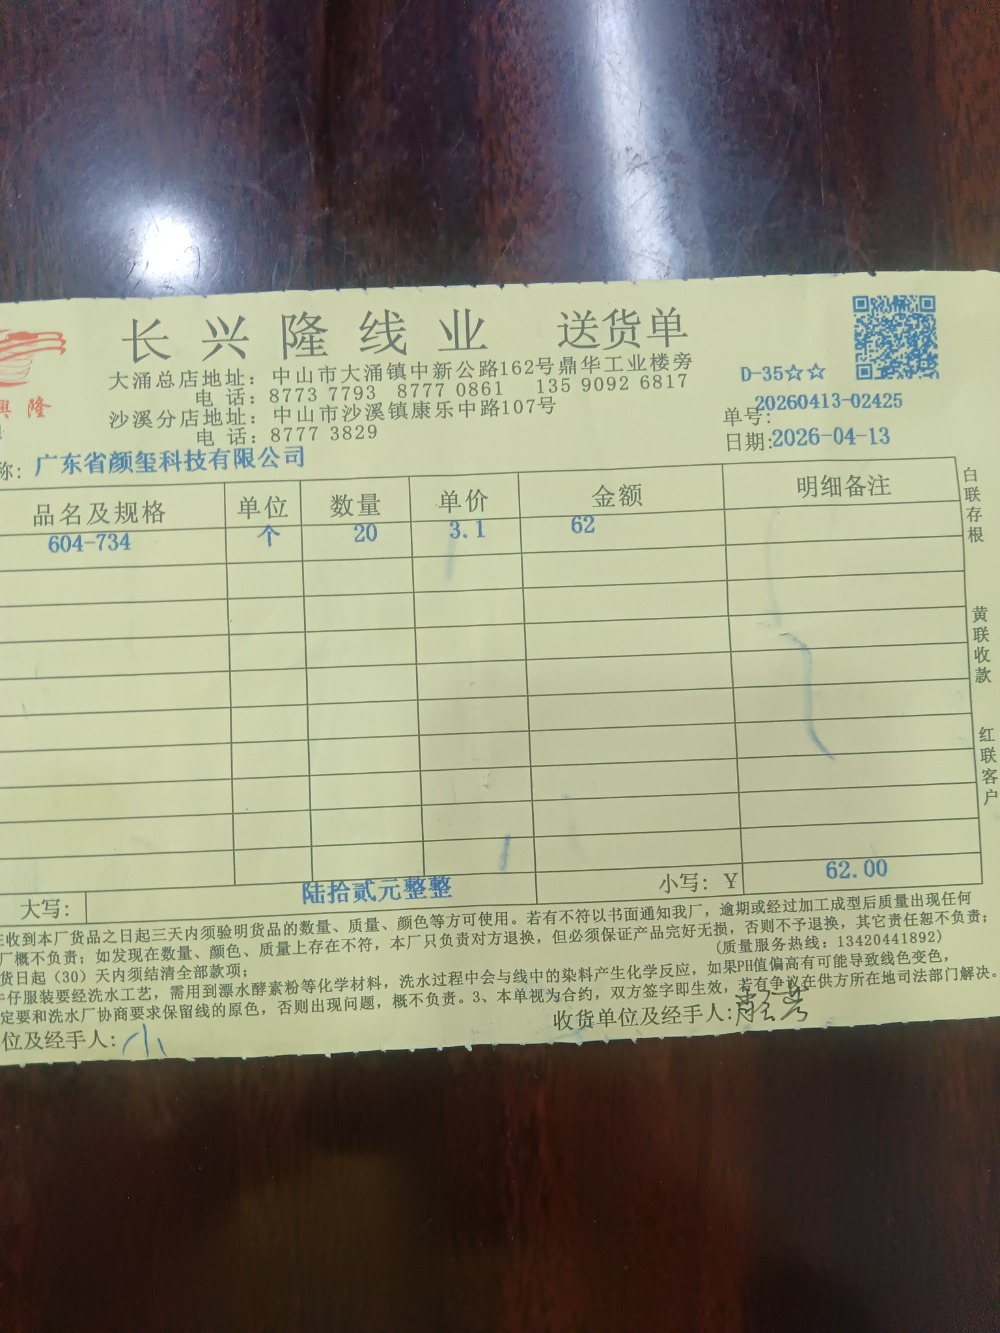 長興隆线业 送货单
大涌总店地址：中山市大涌镇中新公路162号鼎华工业楼旁
电 话：8773 7793 8777 0861 135 9092 6817
沙溪分店地址：中山市沙溪镇康乐中路107号
电 话：8777 3829
興隆
D-35☆☆
单号：20260413-02425
日期:2026-04-13
称：广东省颜玺科技有限公司
品名及规格 单位 数量 单价 金额 明细备注
604-734 个 20 3.1 62
白联存根
黄联收款
红联客户
大写： 陆拾贰元整整 小写：￥ 62.00
收到本厂货品之日起三天内须验明货品的数量、质量、颜色等方可使用。若有不符以书面通知我厂，逾期或经过加工成型后质量出现任何
厂概不负责；如发现在数量、颜色、质量上存在不符，本厂只负责对方退换，但必须保证产品完好无损，否则不予退换，其它责任恕不负责；
货日起（30）天内须结清全部款项； （质量服务热线：13420441892）
仔服装要经洗水工艺，需用到漂水酵素粉等化学材料，洗水过程中会与线中的染料产生化学反应，如果PH值偏高有可能导致线色变色，
定要和洗水厂协商要求保留线的原色，否则出现问题，概不负责。3、本单视为合约，双方签字即生效，若有争议在供方所在地司法部门解决。
位及经手人：小 收货单位及经手人: